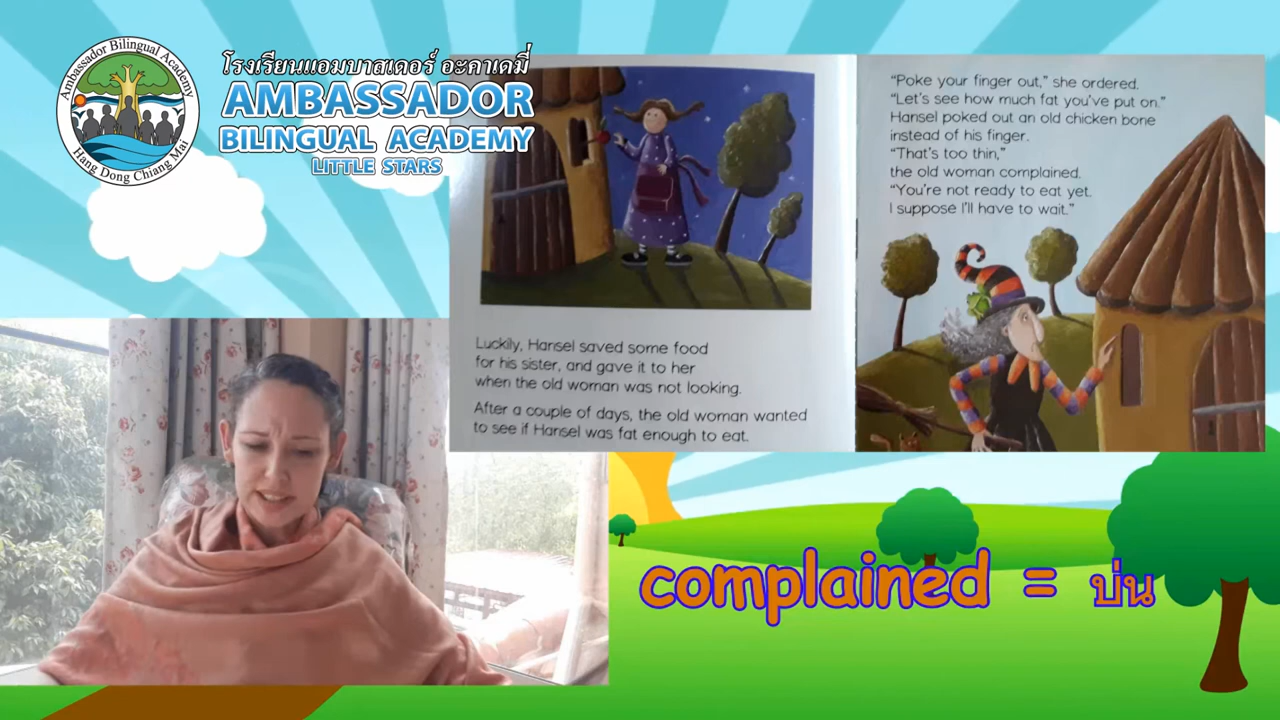 Ambassador Bilingual Academy
Hang Dong Chiang Mai
โรงเรียนแอมบาสเดอร์ อะคาเดมี่
AMBASSADOR
BILINGUAL ACADEMY
LITTLE STARS
Luckily, Hansel saved some food
for his sister, and gave it to her
when the old woman was not looking.
After a couple of days, the old woman wanted
to see if Hansel was fat enough to eat.
"Poke your finger out," she ordered.
"Let's see how much fat you've put on."
Hansel poked out an old chicken bone
instead of his finger.
"That's too thin,"
the old woman complained.
"You're not ready to eat yet.
I suppose I'll have to wait."
complained = บ่น